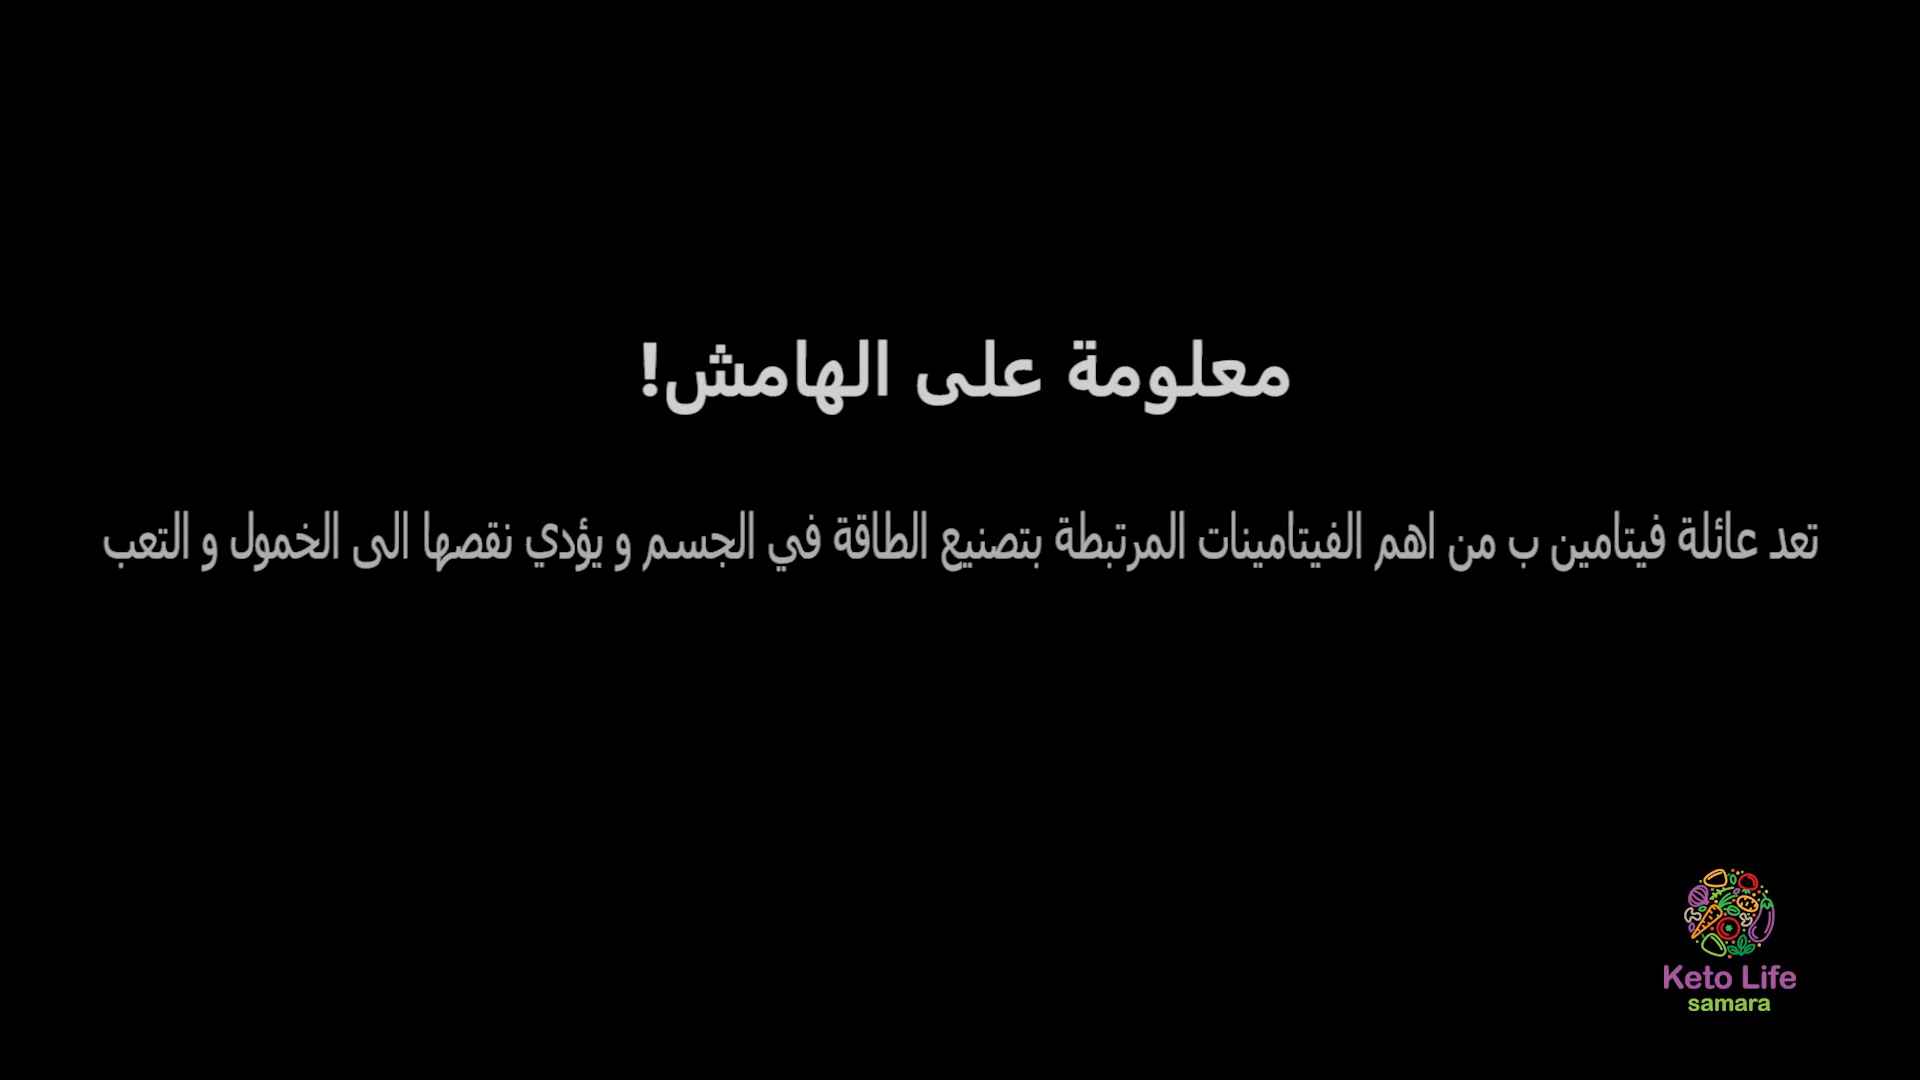 معلومة على الهامش!
تعد عائلة فيتامين ب من اهم الفيتامينات المرتبطة بتصنيع الطاقة في الجسم و يؤدي نقصها الى الخمول و التعب
Keto Life
samara